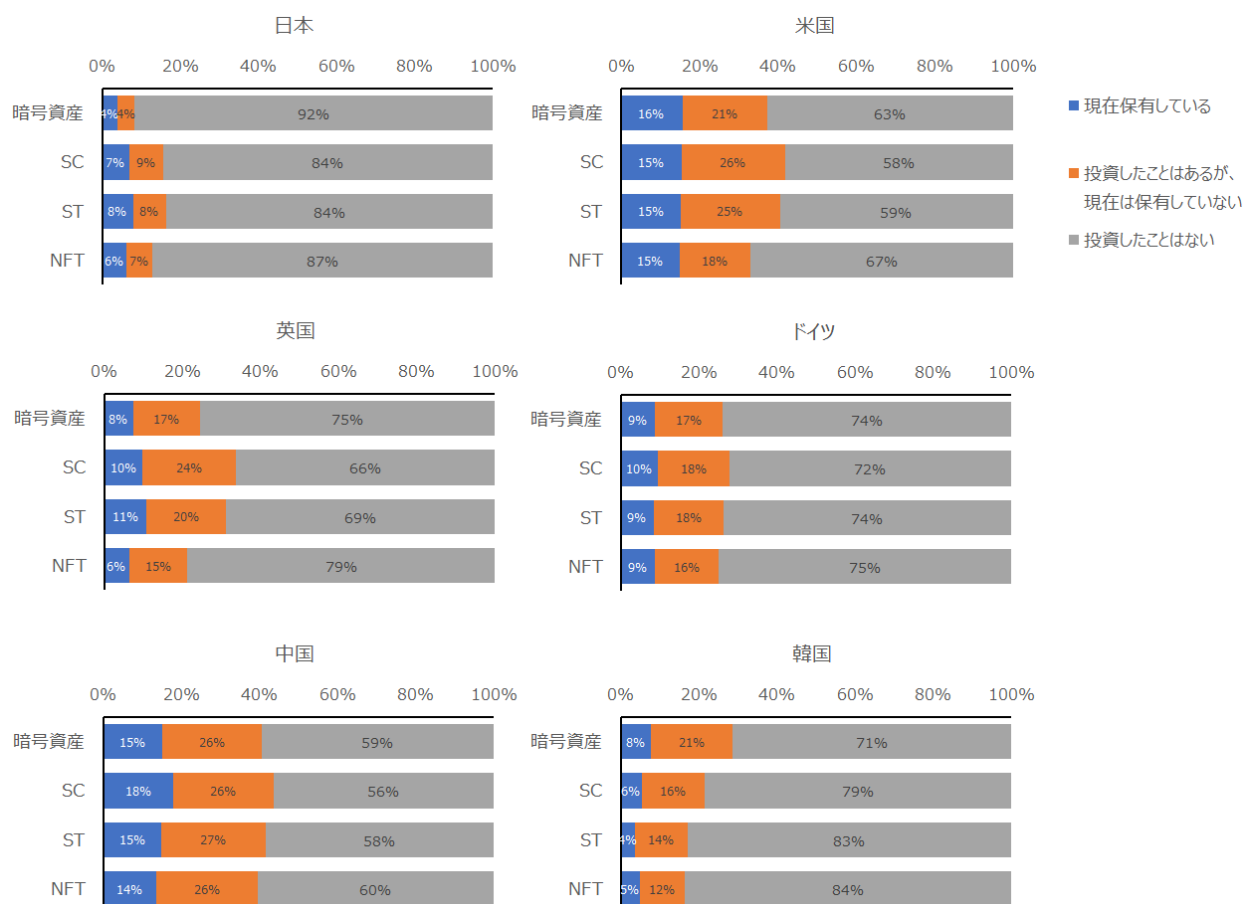 日本
0% 20% 40% 60% 80% 100%
暗号資産 4% 4% 92%
SC 7% 9% 84%
ST 8% 8% 84%
NFT 6% 7% 87%
米国
0% 20% 40% 60% 80% 100%
暗号資産 16% 21% 63%
SC 15% 26% 58%
ST 15% 25% 59%
NFT 15% 18% 67%
現在保有している
投資したことはあるが、
現在は保有していない
投資したことはない
英国
0% 20% 40% 60% 80% 100%
暗号資産 8% 17% 75%
SC 10% 24% 66%
ST 11% 20% 69%
NFT 6% 15% 79%
ドイツ
0% 20% 40% 60% 80% 100%
暗号資産 9% 17% 74%
SC 10% 18% 72%
ST 9% 18% 74%
NFT 9% 16% 75%
中国
0% 20% 40% 60% 80% 100%
暗号資産 15% 26% 59%
SC 18% 26% 56%
ST 15% 27% 58%
NFT 14% 26% 60%
韓国
0% 20% 40% 60% 80% 100%
暗号資産 8% 21% 71%
SC 6% 16% 79%
ST 4% 14% 83%
NFT 5% 12% 84%